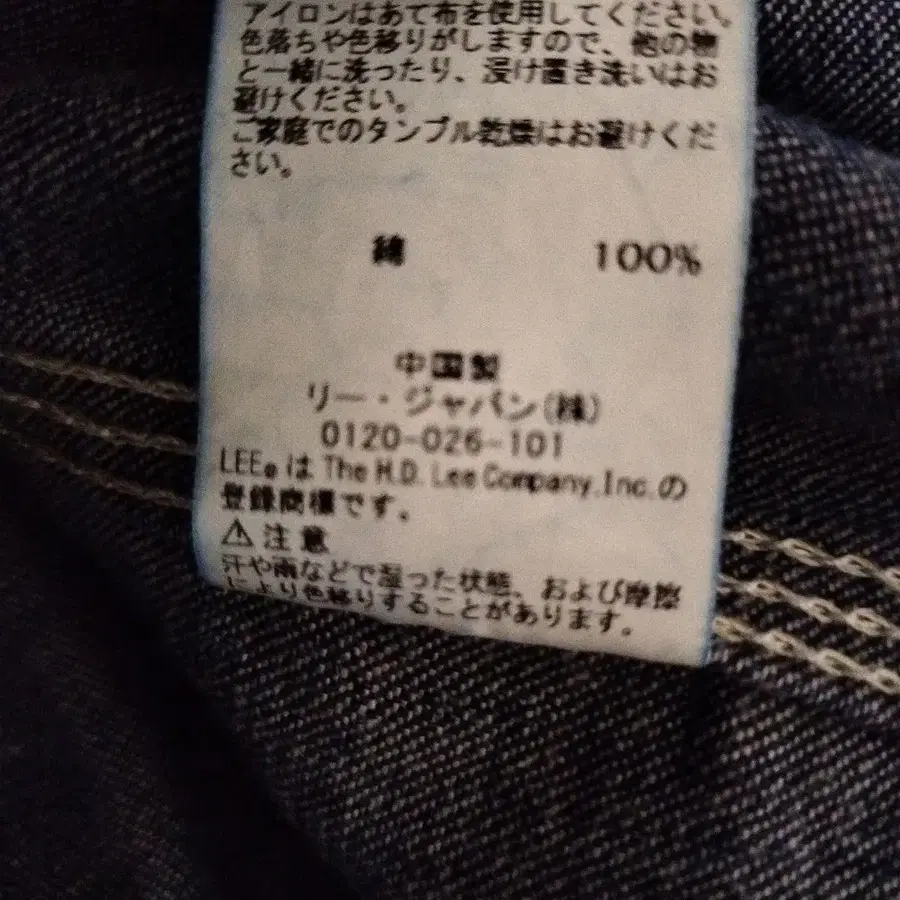 アイロンはあて布を使用してください。
色落ちや色移りがしますので、他の物
と一緒に洗ったり、浸け置き洗いはお
避けください。
ご家庭でのタンブル乾燥はお避けくだ
さい。
綿 100%
中国製
リー・ジャパン(株)
0120-026-101
LEE®は The H.D. Lee Company,Inc.の
登録商標です。
⚠注意
汗や雨などで湿った状態、および摩擦
により色移りすることがあります。